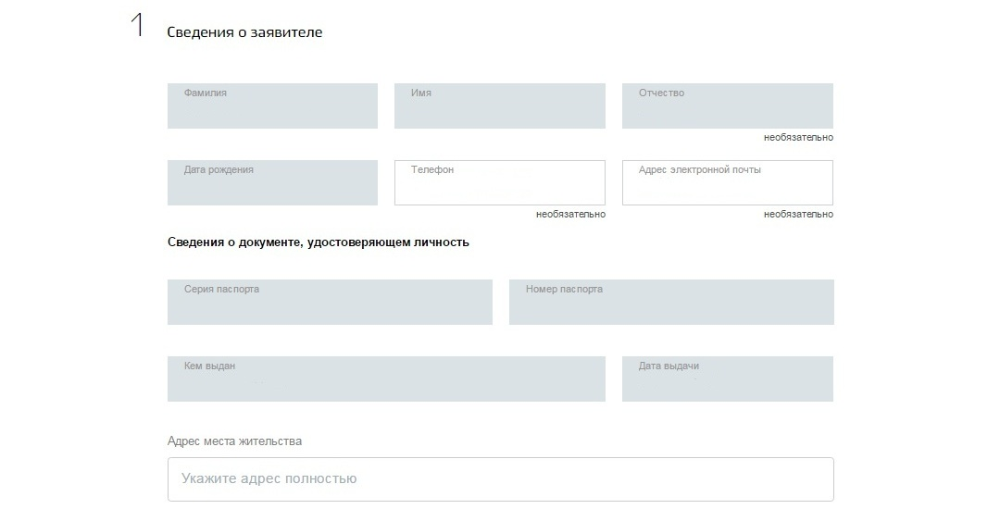 1 Сведения о заявителе
Фамилия Имя Отчество
необязательно
Дата рождения Телефон Адрес электронной почты
необязательно необязательно
Сведения о документе, удостоверяющем личность
Серия паспорта Номер паспорта
Кем выдан Дата выдачи
Адрес места жительства
Укажите адрес полностью